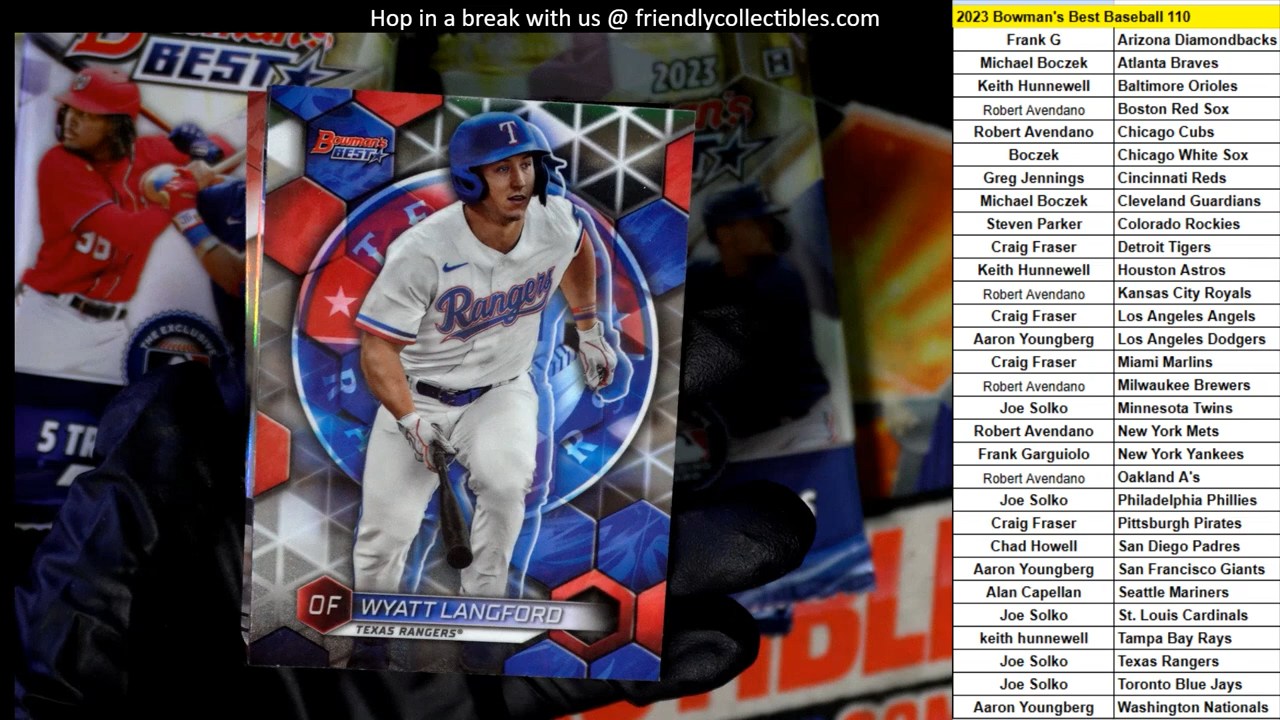 Hop in a break with us @ friendlycollectibles.com
2023 Bowman's Best Baseball 110
Frank G Arizona Diamondbacks
Michael Boczek Atlanta Braves
Keith Hunnewell Baltimore Orioles
Robert Avendano Boston Red Sox
Robert Avendano Chicago Cubs
Boczek Chicago White Sox
Greg Jennings Cincinnati Reds
Michael Boczek Cleveland Guardians
Steven Parker Colorado Rockies
Craig Fraser Detroit Tigers
Keith Hunnewell Houston Astros
Robert Avendano Kansas City Royals
Craig Fraser Los Angeles Angels
Aaron Youngberg Los Angeles Dodgers
Craig Fraser Miami Marlins
Robert Avendano Milwaukee Brewers
Joe Solko Minnesota Twins
Robert Avendano New York Mets
Frank Garguiolo New York Yankees
Robert Avendano Oakland A's
Joe Solko Philadelphia Phillies
Craig Fraser Pittsburgh Pirates
Chad Howell San Diego Padres
Aaron Youngberg San Francisco Giants
Alan Capellan Seattle Mariners
Joe Solko St. Louis Cardinals
keith hunnewell Tampa Bay Rays
Joe Solko Texas Rangers
Joe Solko Toronto Blue Jays
Aaron Youngberg Washington Nationals
BEST
2023
Bowman's
BEST
T
Rangers
35
THE EXCLUSIVE
5 TR
OF WYATT LANGFORD
TEXAS RANGERS®